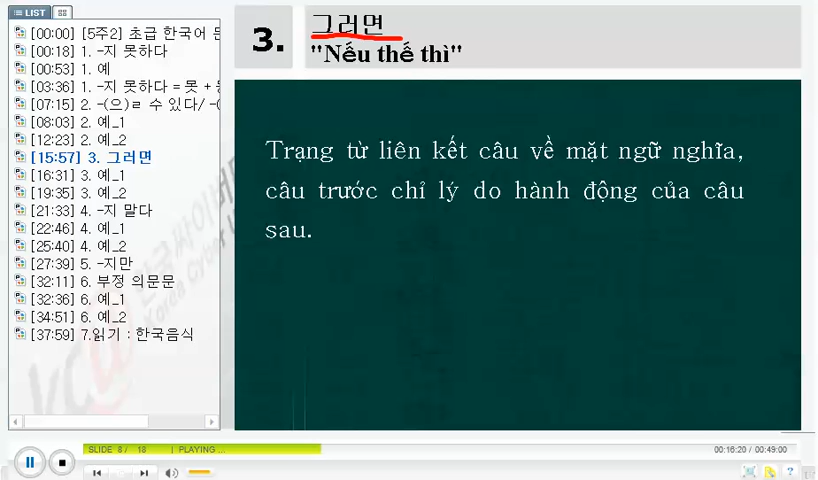 LIST
[00:00] [5주2] 초급 한국어 문
[00:18] 1. -지 못하다
[00:53] 1. 예
[03:36] 1. -지 못하다 = 못 + 동
[07:15] 2. -(으)ㄹ 수 있다/ -(
[08:03] 2. 예_1
[12:23] 2. 예_2
[15:57] 3. 그러면
[16:31] 3. 예_1
[19:35] 3. 예_2
[21:33] 4. -지 말다
[22:46] 4. 예_1
[25:40] 4. 예_2
[27:39] 5. -지만
[32:11] 6. 부정 의문문
[32:36] 6. 예_1
[34:51] 6. 예_2
[37:59] 7.읽기 : 한국음식
3.
그러면
"Nếu thế thì"
Trạng từ liên kết câu về mặt ngữ nghĩa,
câu trước chỉ lý do hành động của câu
sau.
SLIDE 8 / 18 | PLAYING ...
00:16:20 / 00:49:00